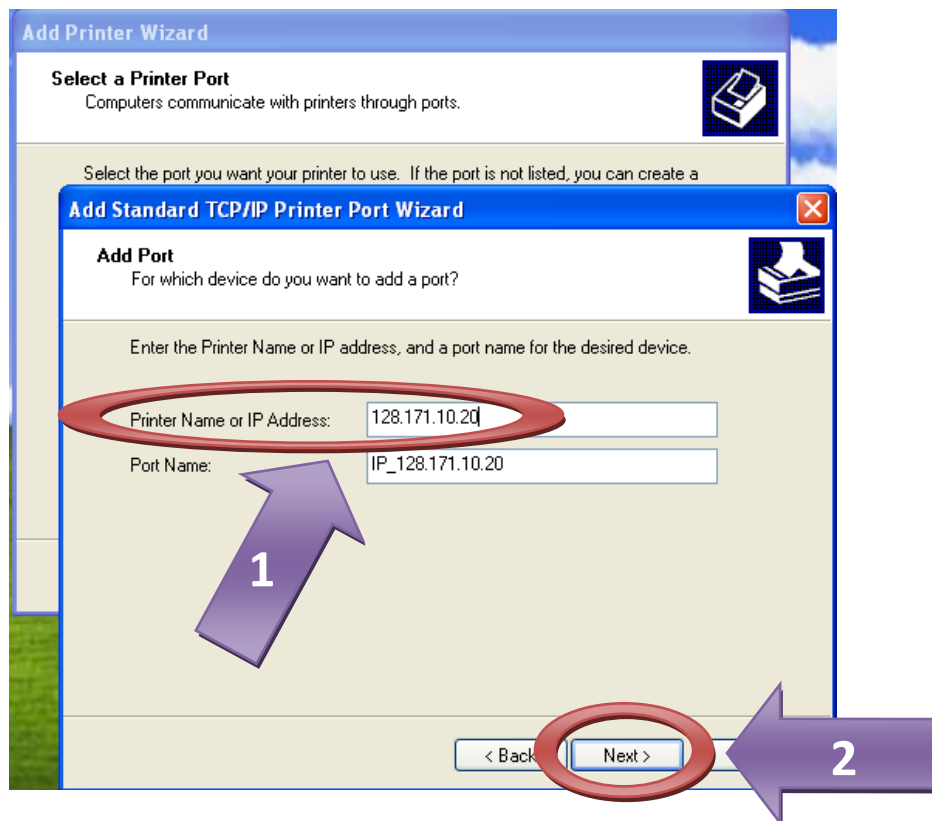 Add Printer Wizard
Select a Printer Port
Computers communicate with printers through ports.
Select the port you want your printer to use. If the port is not listed, you can create a
Add Standard TCP/IP Printer Port Wizard
Add Port
For which device do you want to add a port?
Enter the Printer Name or IP address, and a port name for the desired device.
Printer Name or IP Address: 128.171.10.20
Port Name: IP_128.171.10.20
1
< Back Next >
2